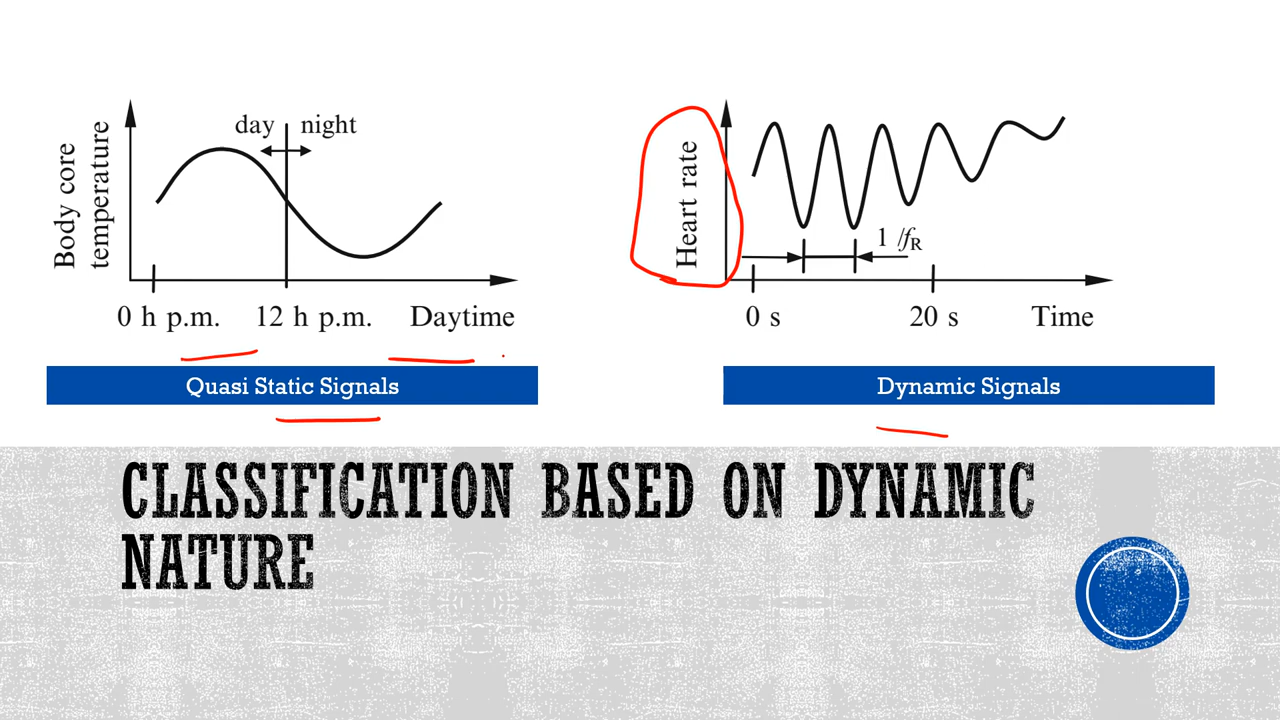 day night
Body core
temperature
0 h p.m. 12 h p.m. Daytime
Quasi Static Signals
Heart rate
1 /fR
0 s 20 s Time
Dynamic Signals
CLASSIFICATION BASED ON DYNAMIC
NATURE